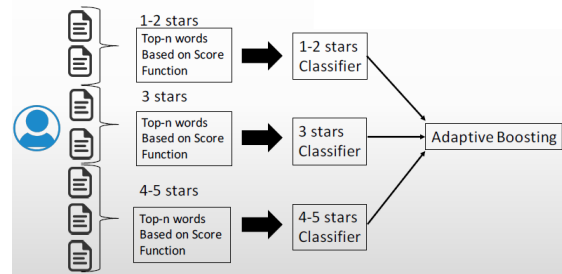 1-2 stars
Top-n words
Based on Score
Function
1-2 stars
Classifier
3 stars
Top-n words
Based on Score
Function
3 stars
Classifier
Adaptive Boosting
4-5 stars
Top-n words
Based on Score
Function
4-5 stars
Classifier